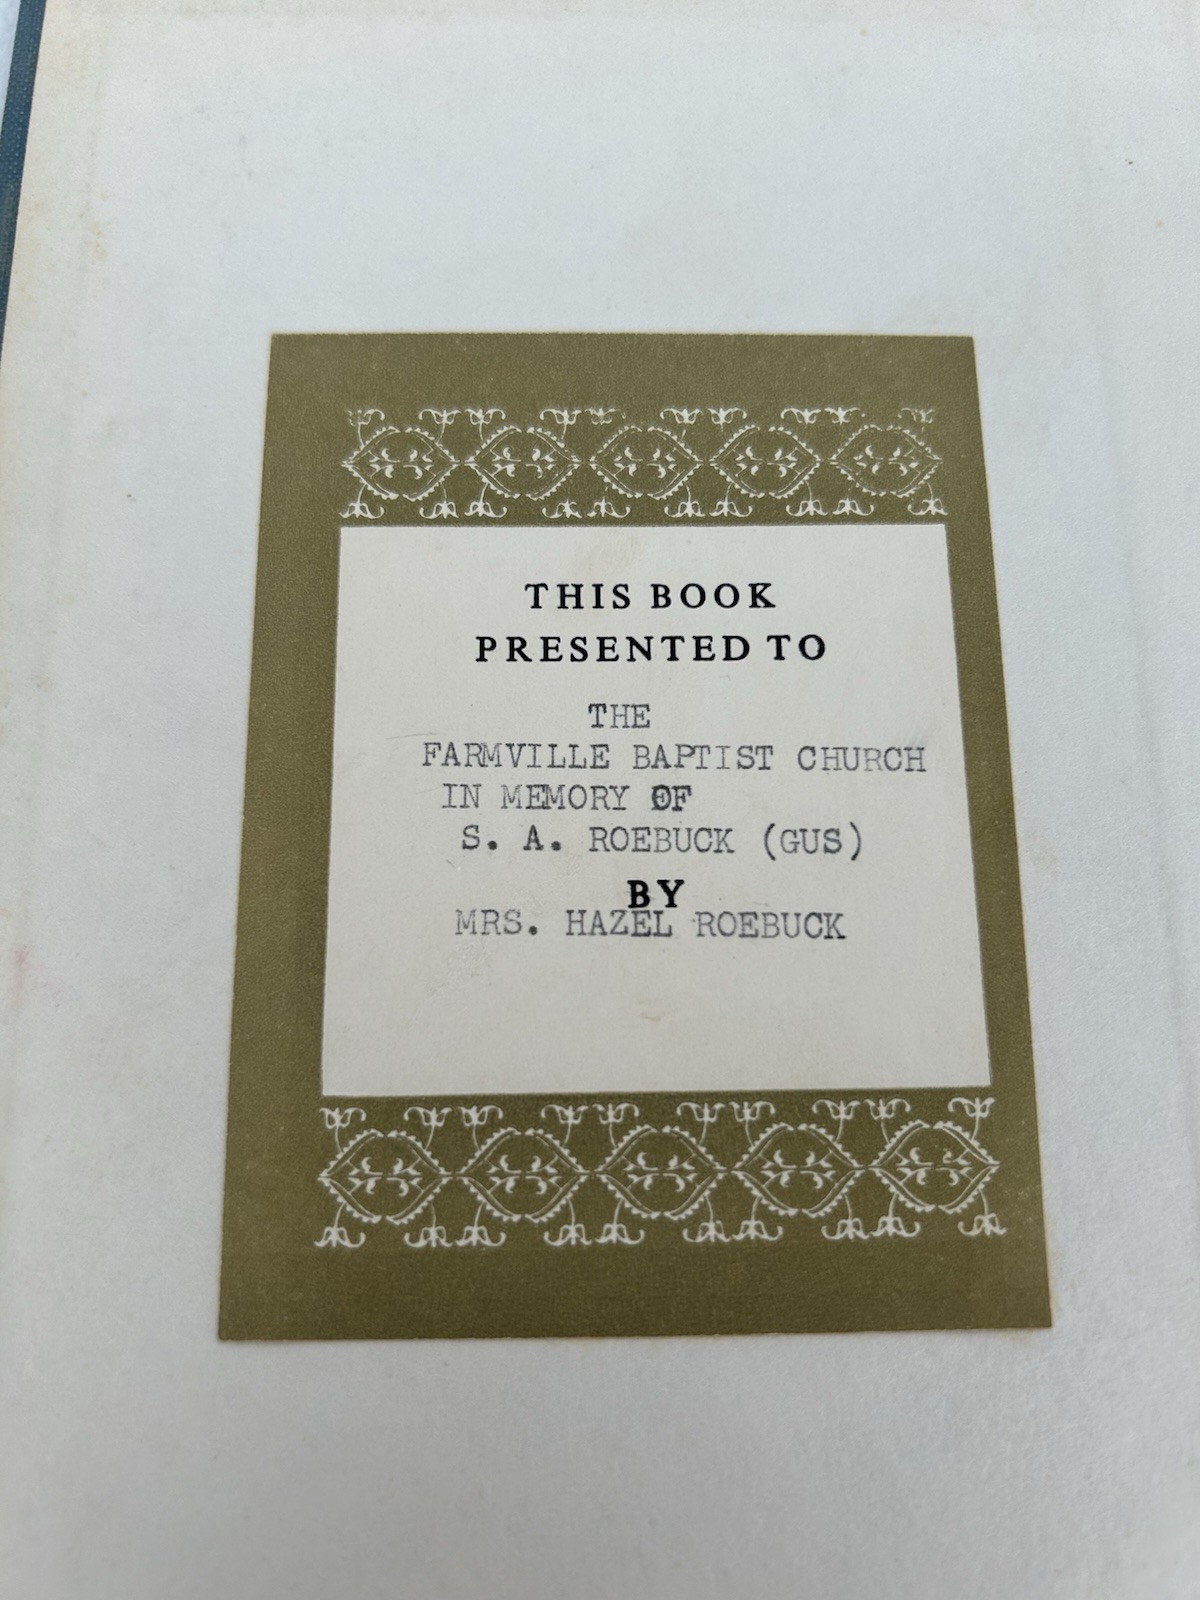 THIS BOOK
PRESENTED TO
THE
FARMVILLE BAPTIST CHURCH
IN MEMORY OF
S. A. ROEBUCK (GUS)
BY
MRS. HAZEL ROEBUCK